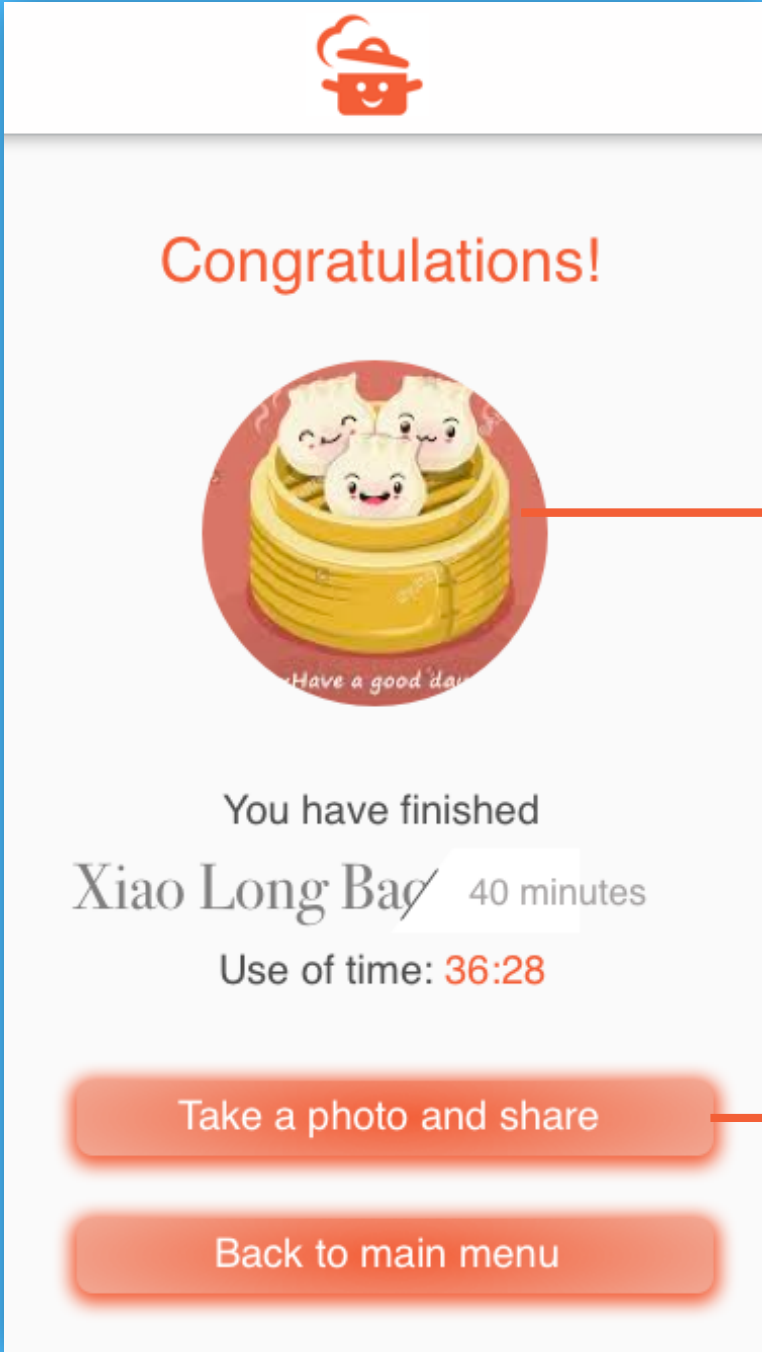 Congratulations!
Have a good day
You have finished
Xiao Long Bao 40 minutes
Use of time: 36:28
Take a photo and share
Back to main menu